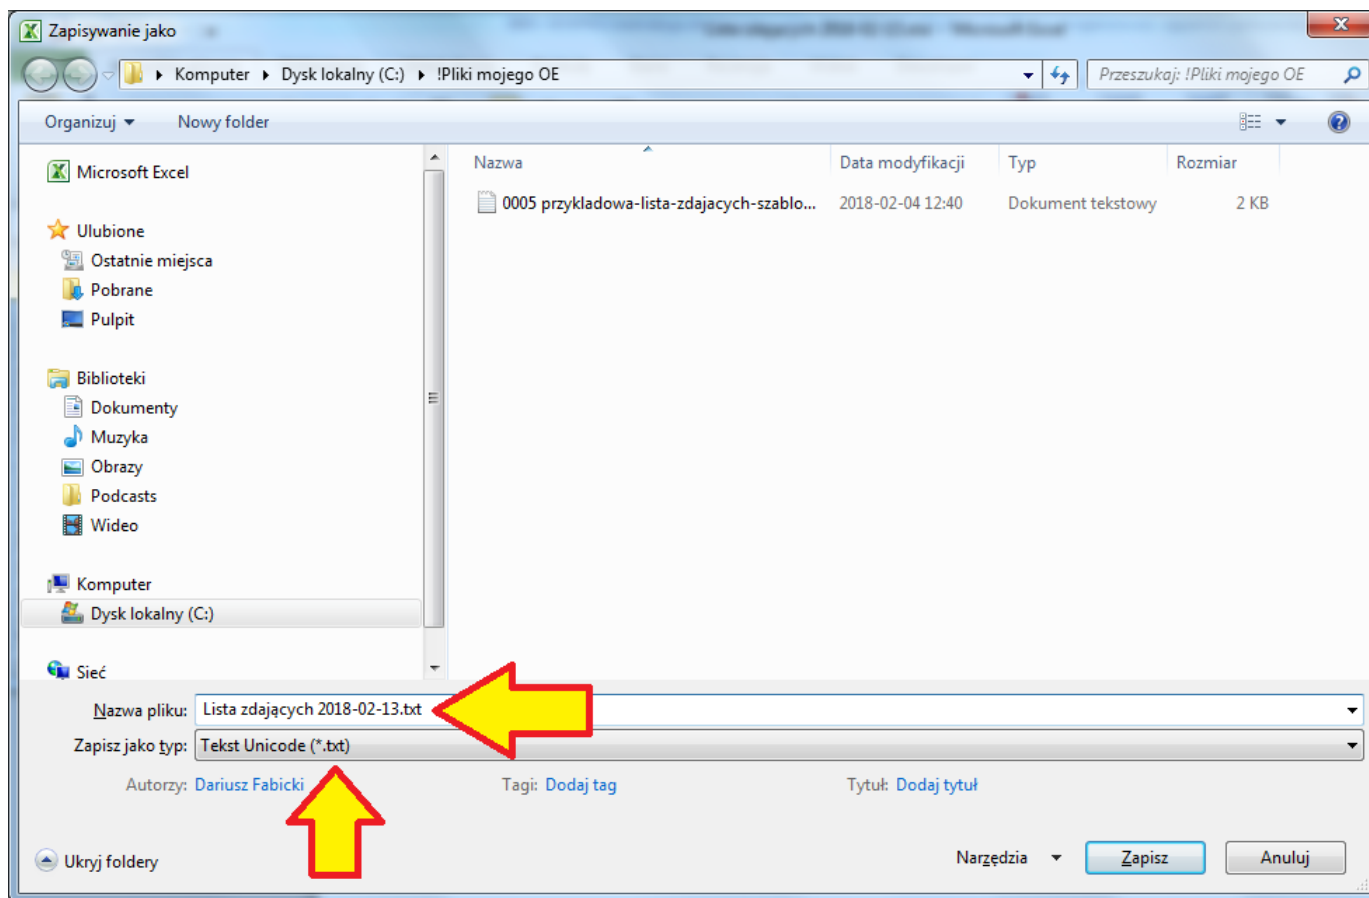 Zapisywanie jako
Komputer Dysk lokalny (C:) !Pliki mojego OE
Przeszukaj: !Pliki mojego OE
Organizuj Nowy folder
Microsoft Excel
Ulubione
Ostatnie miejsca
Pobrane
Pulpit
Biblioteki
Dokumenty
Muzyka
Obrazy
Podcasts
Wideo
Komputer
Dysk lokalny (C:)
Sieć
Nazwa Data modyfikacji Typ Rozmiar
0005 przykladowa-lista-zdajacych-szablo... 2018-02-04 12:40 Dokument tekstowy 2 KB
Nazwa pliku: Lista zdających 2018-02-13.txt
Zapisz jako typ: Tekst Unicode (*.txt)
Autorzy: Dariusz Fabicki Tagi: Dodaj tag Tytuł: Dodaj tytuł
Ukryj foldery Narzędzia Zapisz Anuluj